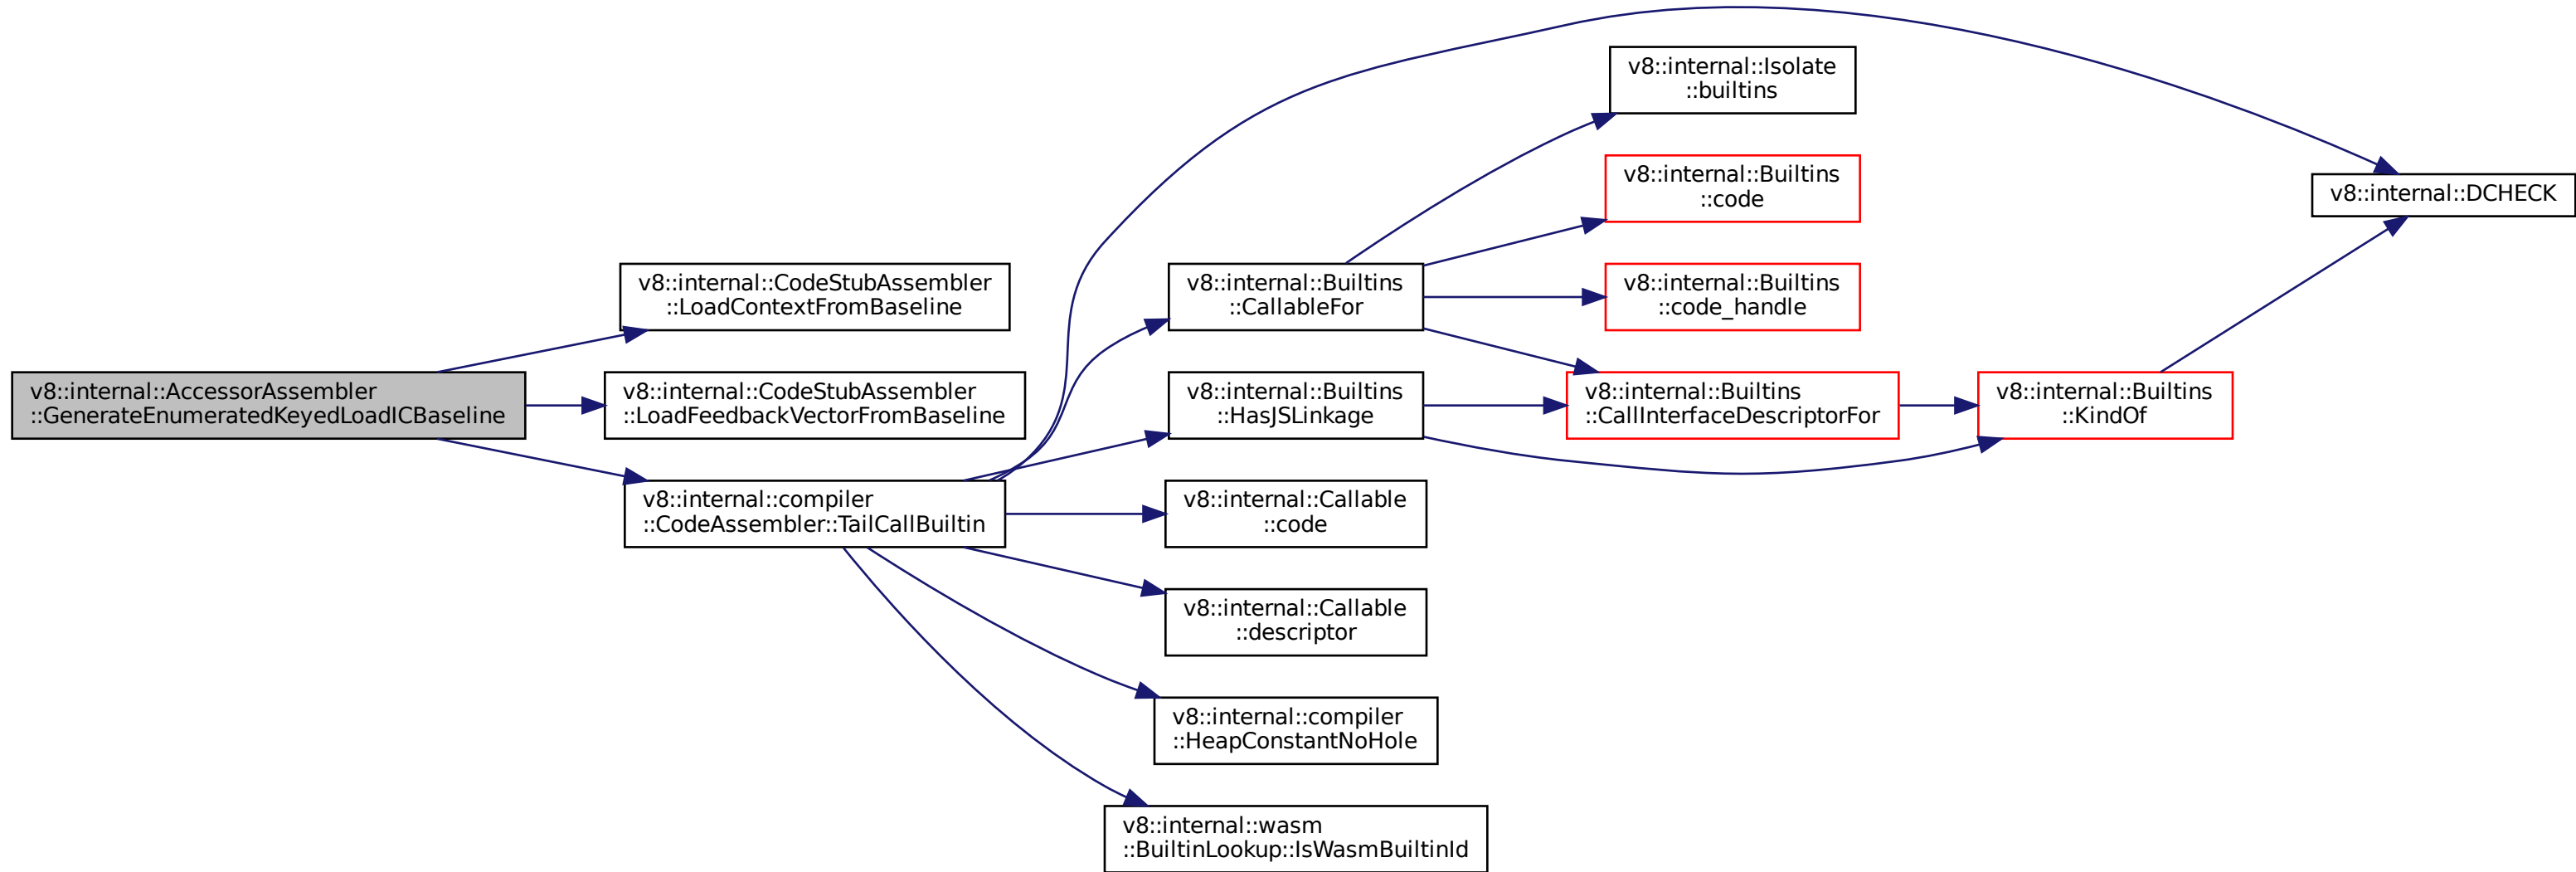 v8::internal::AccessorAssembler
::GenerateEnumeratedKeyedLoadICBaseline
v8::internal::CodeStubAssembler
::LoadContextFromBaseline
v8::internal::CodeStubAssembler
::LoadFeedbackVectorFromBaseline
v8::internal::compiler
::CodeAssembler::TailCallBuiltin
v8::internal::Builtins
::CallableFor
v8::internal::Builtins
::HasJSLinkage
v8::internal::Callable
::code
v8::internal::Callable
::descriptor
v8::internal::compiler
::HeapConstantNoHole
v8::internal::wasm
::BuiltinLookup::IsWasmBuiltinId
v8::internal::Isolate
::builtins
v8::internal::Builtins
::code
v8::internal::Builtins
::code_handle
v8::internal::Builtins
::CallInterfaceDescriptorFor
v8::internal::Builtins
::KindOf
v8::internal::DCHECK